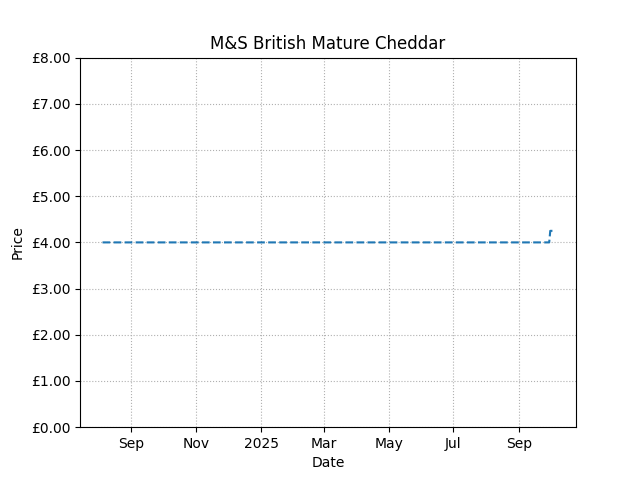 M&S British Mature Cheddar
£8.00
£7.00
£6.00
£5.00
£4.00
£3.00
£2.00
£1.00
£0.00
Price
Sep Nov 2025 Mar May Jul Sep
Date